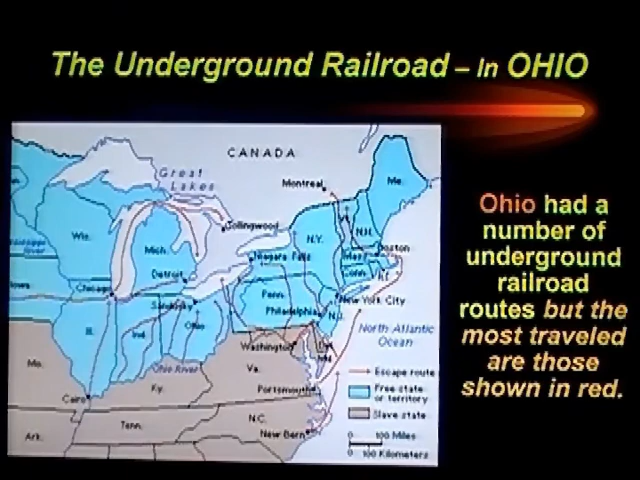 The Underground Railroad – In OHIO
CANADA
Great
Lakes
Montreal
Me.
Collingwood
N.H.
Wis.
Mich.
N.Y.
Boston
Niagara Falls
Mass
Conn.
R.I.
Detroit
Chicago
Sandusky
Penn.
New York City
Philadelphia
N.J.
Ill.
Ind.
Ohio
Washington
North Atlantic
Ocean
Ohio River
Mo.
Va.
Escape route
Ky.
Portsmouth
Free state
or territory
Cairo
Slave state
N.C.
Tenn.
New Bern
Ark.
0 100 Miles
0 100 Kilometers
Ohio had a
number of
underground
railroad
routes but the
most traveled
are those
shown in red.